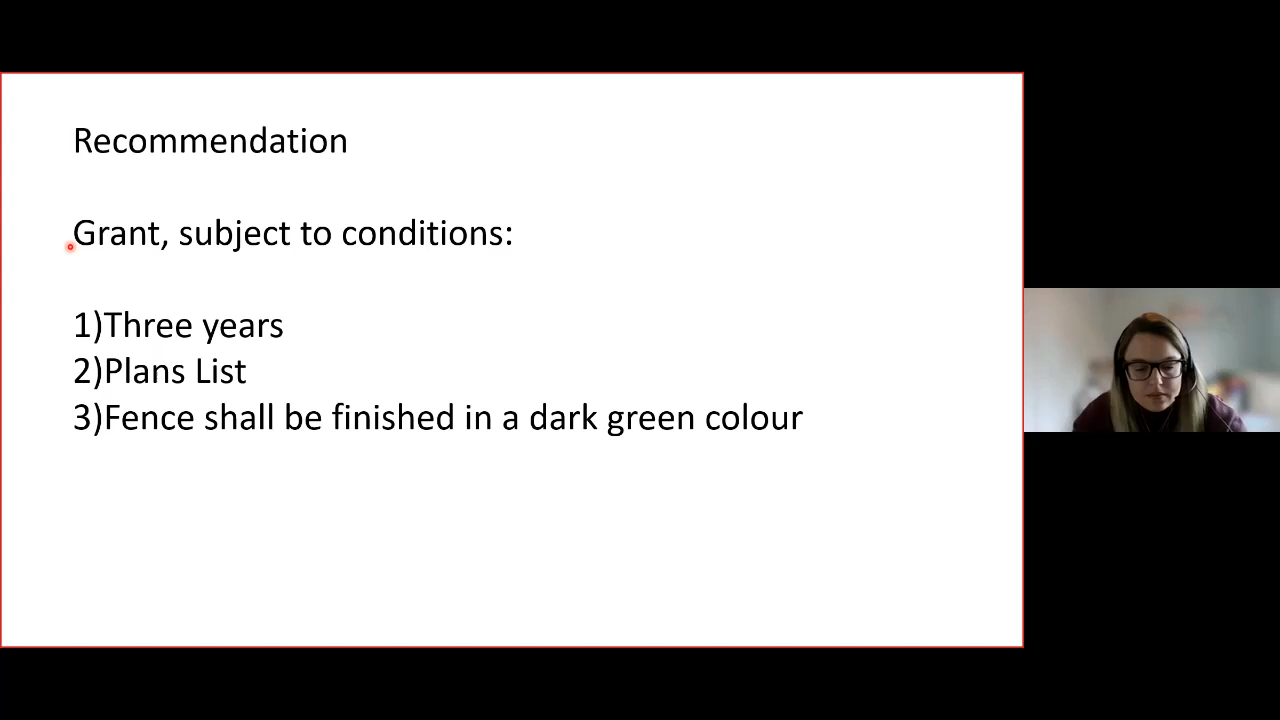 Recommendation
Grant, subject to conditions:
1)Three years
2)Plans List
3)Fence shall be finished in a dark green colour